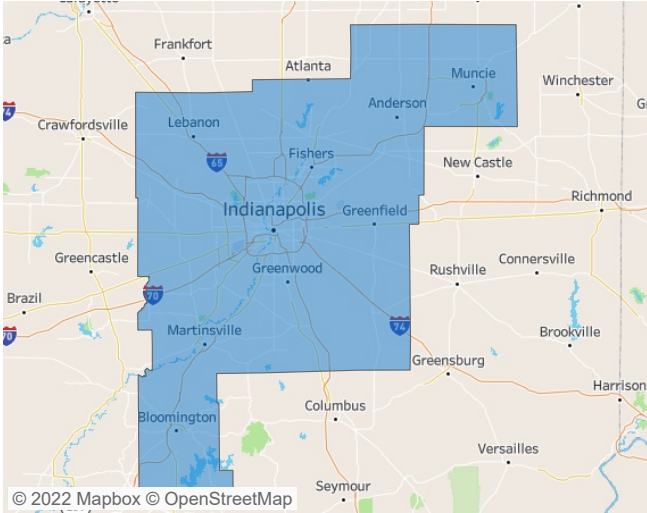 Frankfort
Atlanta
Muncie
Winchester
Anderson
74
Crawfordsville
Lebanon
65
Fishers
New Castle
Richmond
Indianapolis
Greenfield
Greencastle
Connersville
Greenwood
Rushville
Brazil
70
70
74
Martinsville
Brookville
Greensburg
Harrison
Bloomington
Columbus
Versailles
Seymour
© 2022 Mapbox © OpenStreetMap